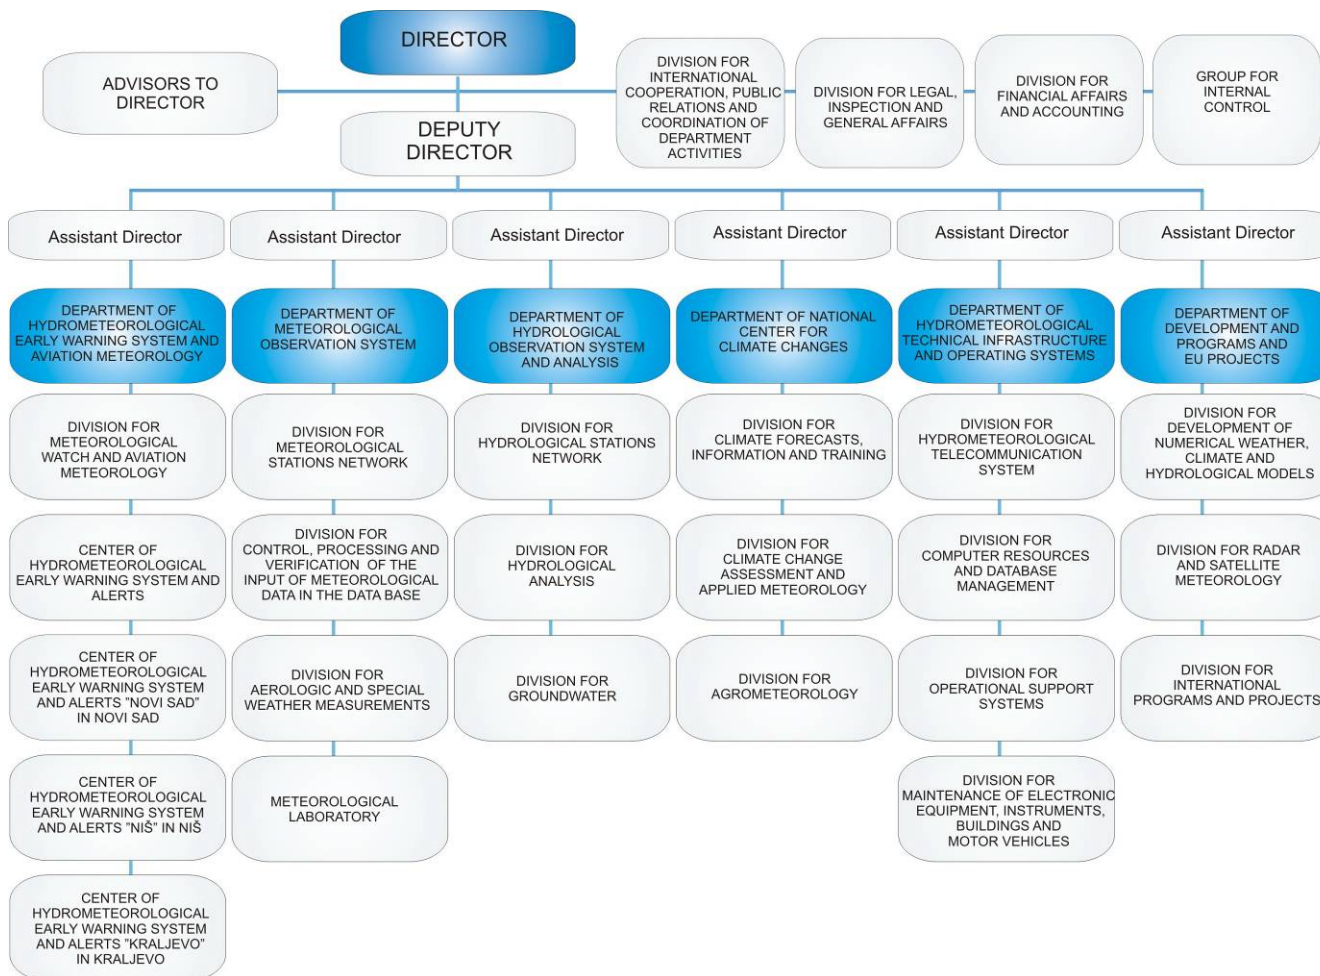 DIRECTOR
ADVISORS TO
DIRECTOR
DIVISION FOR
INTERNATIONAL
COOPERATION, PUBLIC
RELATIONS AND
COORDINATION OF
DEPARTMENT
ACTIVITIES
DIVISION FOR LEGAL,
INSPECTION AND
GENERAL AFFAIRS
DIVISION FOR
FINANCIAL AFFAIRS
AND ACCOUNTING
GROUP FOR
INTERNAL
CONTROL
DEPUTY
DIRECTOR
Assistant Director
Assistant Director
Assistant Director
Assistant Director
Assistant Director
Assistant Director
DEPARTMENT OF
HYDROMETEOROLOGICAL
EARLY WARNING SYSTEM AND
AVIATION METEOROLOGY
DEPARTMENT OF
METEOROLOGICAL
OBSERVATION SYSTEM
DEPARTMENT OF
HYDROLOGICAL
OBSERVATION SYSTEM
AND ANALYSIS
DEPARTMENT OF NATIONAL
CENTER FOR
CLIMATE CHANGES
DEPARTMENT OF
HYDROMETEOROLOGICAL
TECHNICAL INFRASTRUCTURE
AND OPERATING SYSTEMS
DEPARTMENT OF
DEVELOPMENT AND
PROGRAMS AND
EU PROJECTS
DIVISION FOR
METEOROLOGICAL
WATCH AND AVIATION
METEOROLOGY
DIVISION FOR
METEOROLOGICAL
STATIONS NETWORK
DIVISION FOR
HYDROLOGICAL STATIONS
NETWORK
DIVISION FOR
CLIMATE FORECASTS,
INFORMATION AND TRAINING
DIVISION FOR
HYDROMETEOROLOGICAL
TELECOMMUNICATION
SYSTEM
DIVISION FOR
DEVELOPMENT OF
NUMERICAL WEATHER,
CLIMATE AND
HYDROLOGICAL MODELS
CENTER OF
HYDROMETEOROLOGICAL
EARLY WARNING SYSTEM AND
ALERTS
DIVISION FOR
CONTROL, PROCESSING AND
VERIFICATION OF THE
INPUT OF METEOROLOGICAL
DATA IN THE DATA BASE
DIVISION FOR
HYDROLOGICAL
ANALYSIS
DIVISION FOR
CLIMATE CHANGE
ASSESSMENT AND
APPLIED METEOROLOGY
DIVISION FOR
COMPUTER RESOURCES
AND DATABASE
MANAGEMENT
DIVISION FOR RADAR
AND SATELLITE
METEOROLOGY
CENTER OF
HYDROMETEOROLOGICAL
EARLY WARNING SYSTEM
AND ALERTS "NOVI SAD"
IN NOVI SAD
DIVISION FOR
AEROLOGIC AND SPECIAL
WEATHER MEASUREMENTS
DIVISION FOR
GROUNDWATER
DIVISION FOR
AGROMETEOROLOGY
DIVISION FOR
OPERATIONAL SUPPORT
SYSTEMS
DIVISION FOR
INTERNATIONAL
PROGRAMS AND PROJECTS
CENTER OF
HYDROMETEOROLOGICAL
EARLY WARNING SYSTEM
AND ALERTS "NIŠ" IN NIŠ
METEOROLOGICAL
LABORATORY
DIVISION FOR
MAINTENANCE OF ELECTRONIC
EQUIPMENT, INSTRUMENTS,
BUILDINGS AND
MOTOR VEHICLES
CENTER OF
HYDROMETEOROLOGICAL
EARLY WARNING SYSTEM
AND ALERTS "KRALJEVO"
IN KRALJEVO